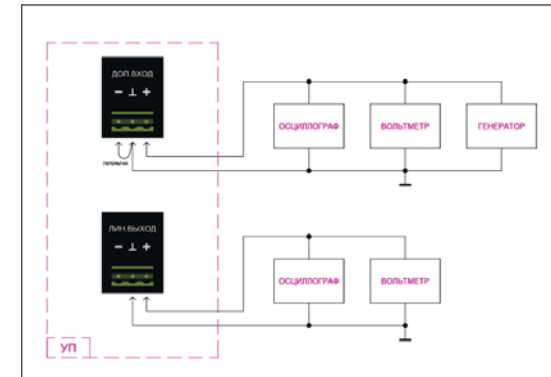 ДОП.ВХОД
− ⊥ +
ОСЦИЛЛОГРАФ
ВОЛЬТМЕТР
ГЕНЕРАТОР
ПЕРЕМЫЧКА
ЛИН.ВЫХОД
− ⊥ +
ОСЦИЛЛОГРАФ
ВОЛЬТМЕТР
УП